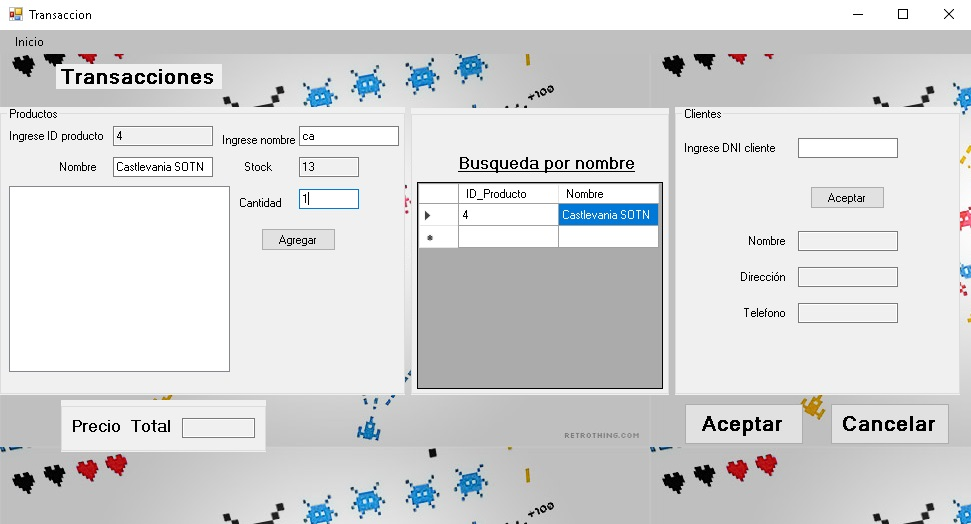 Transaccion
Inicio
Transacciones
+100
Productos
Ingrese ID producto 4
Ingrese nombre ca
Nombre Castlevania SOTN
Stock 13
Cantidad 1
Agregar
Busqueda por nombre
ID_Producto Nombre
4 Castlevania SOTN
Clientes
Ingrese DNI cliente
Aceptar
Nombre
Dirección
Telefono
Precio Total
RETROTHING.COM
Aceptar Cancelar
+100